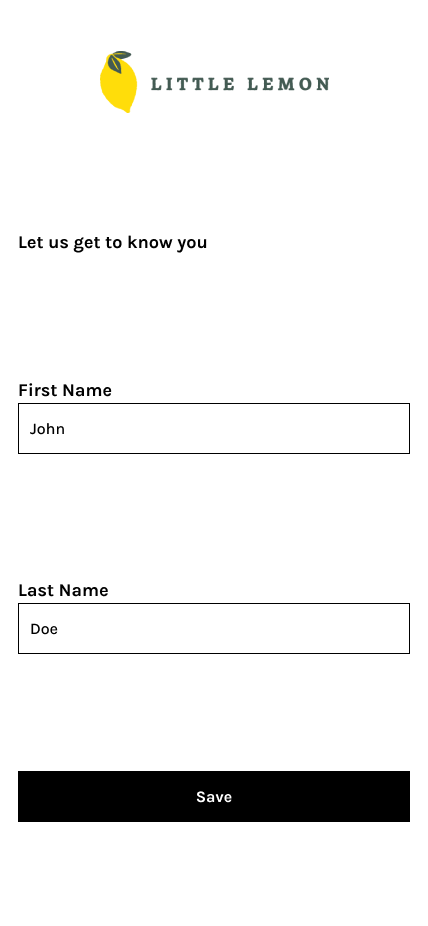 LITTLE LEMON
Let us get to know you
First Name
John
Last Name
Doe
Save